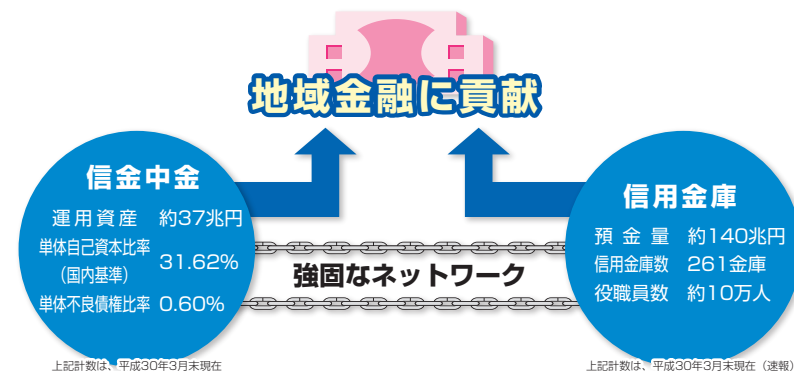 地域金融に貢献
信金中金
運用資産 約37兆円
単体自己資本比率
(国内基準) 31.62%
単体不良債権比率 0.60%
上記計数は、平成30年3月末現在
強固なネットワーク
信用金庫
預金量 約140兆円
信用金庫数 261金庫
役職員数 約10万人
上記計数は、平成30年3月末現在(速報)